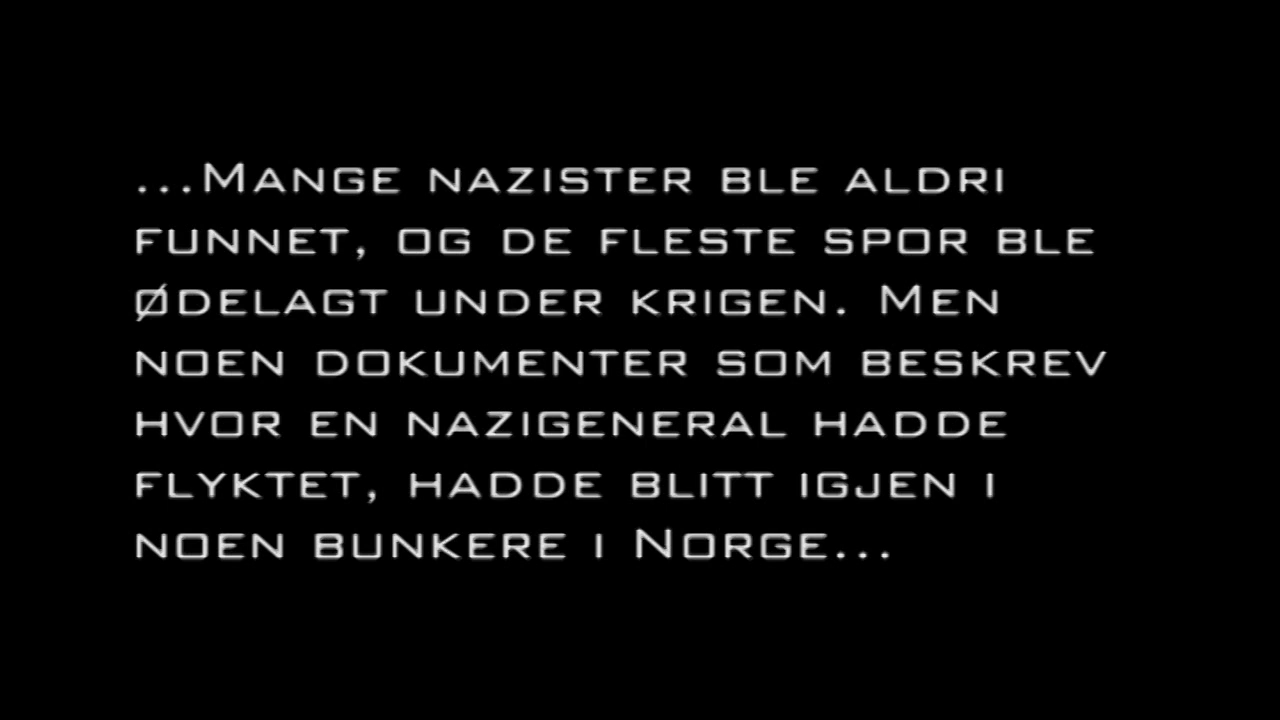 ...Mange nazister ble aldri
funnet, og de fleste spor ble
ødelagt under krigen. Men
noen dokumenter som beskrev
hvor en nazigeneral hadde
flyktet, hadde blitt igjen i
noen bunkere i Norge...